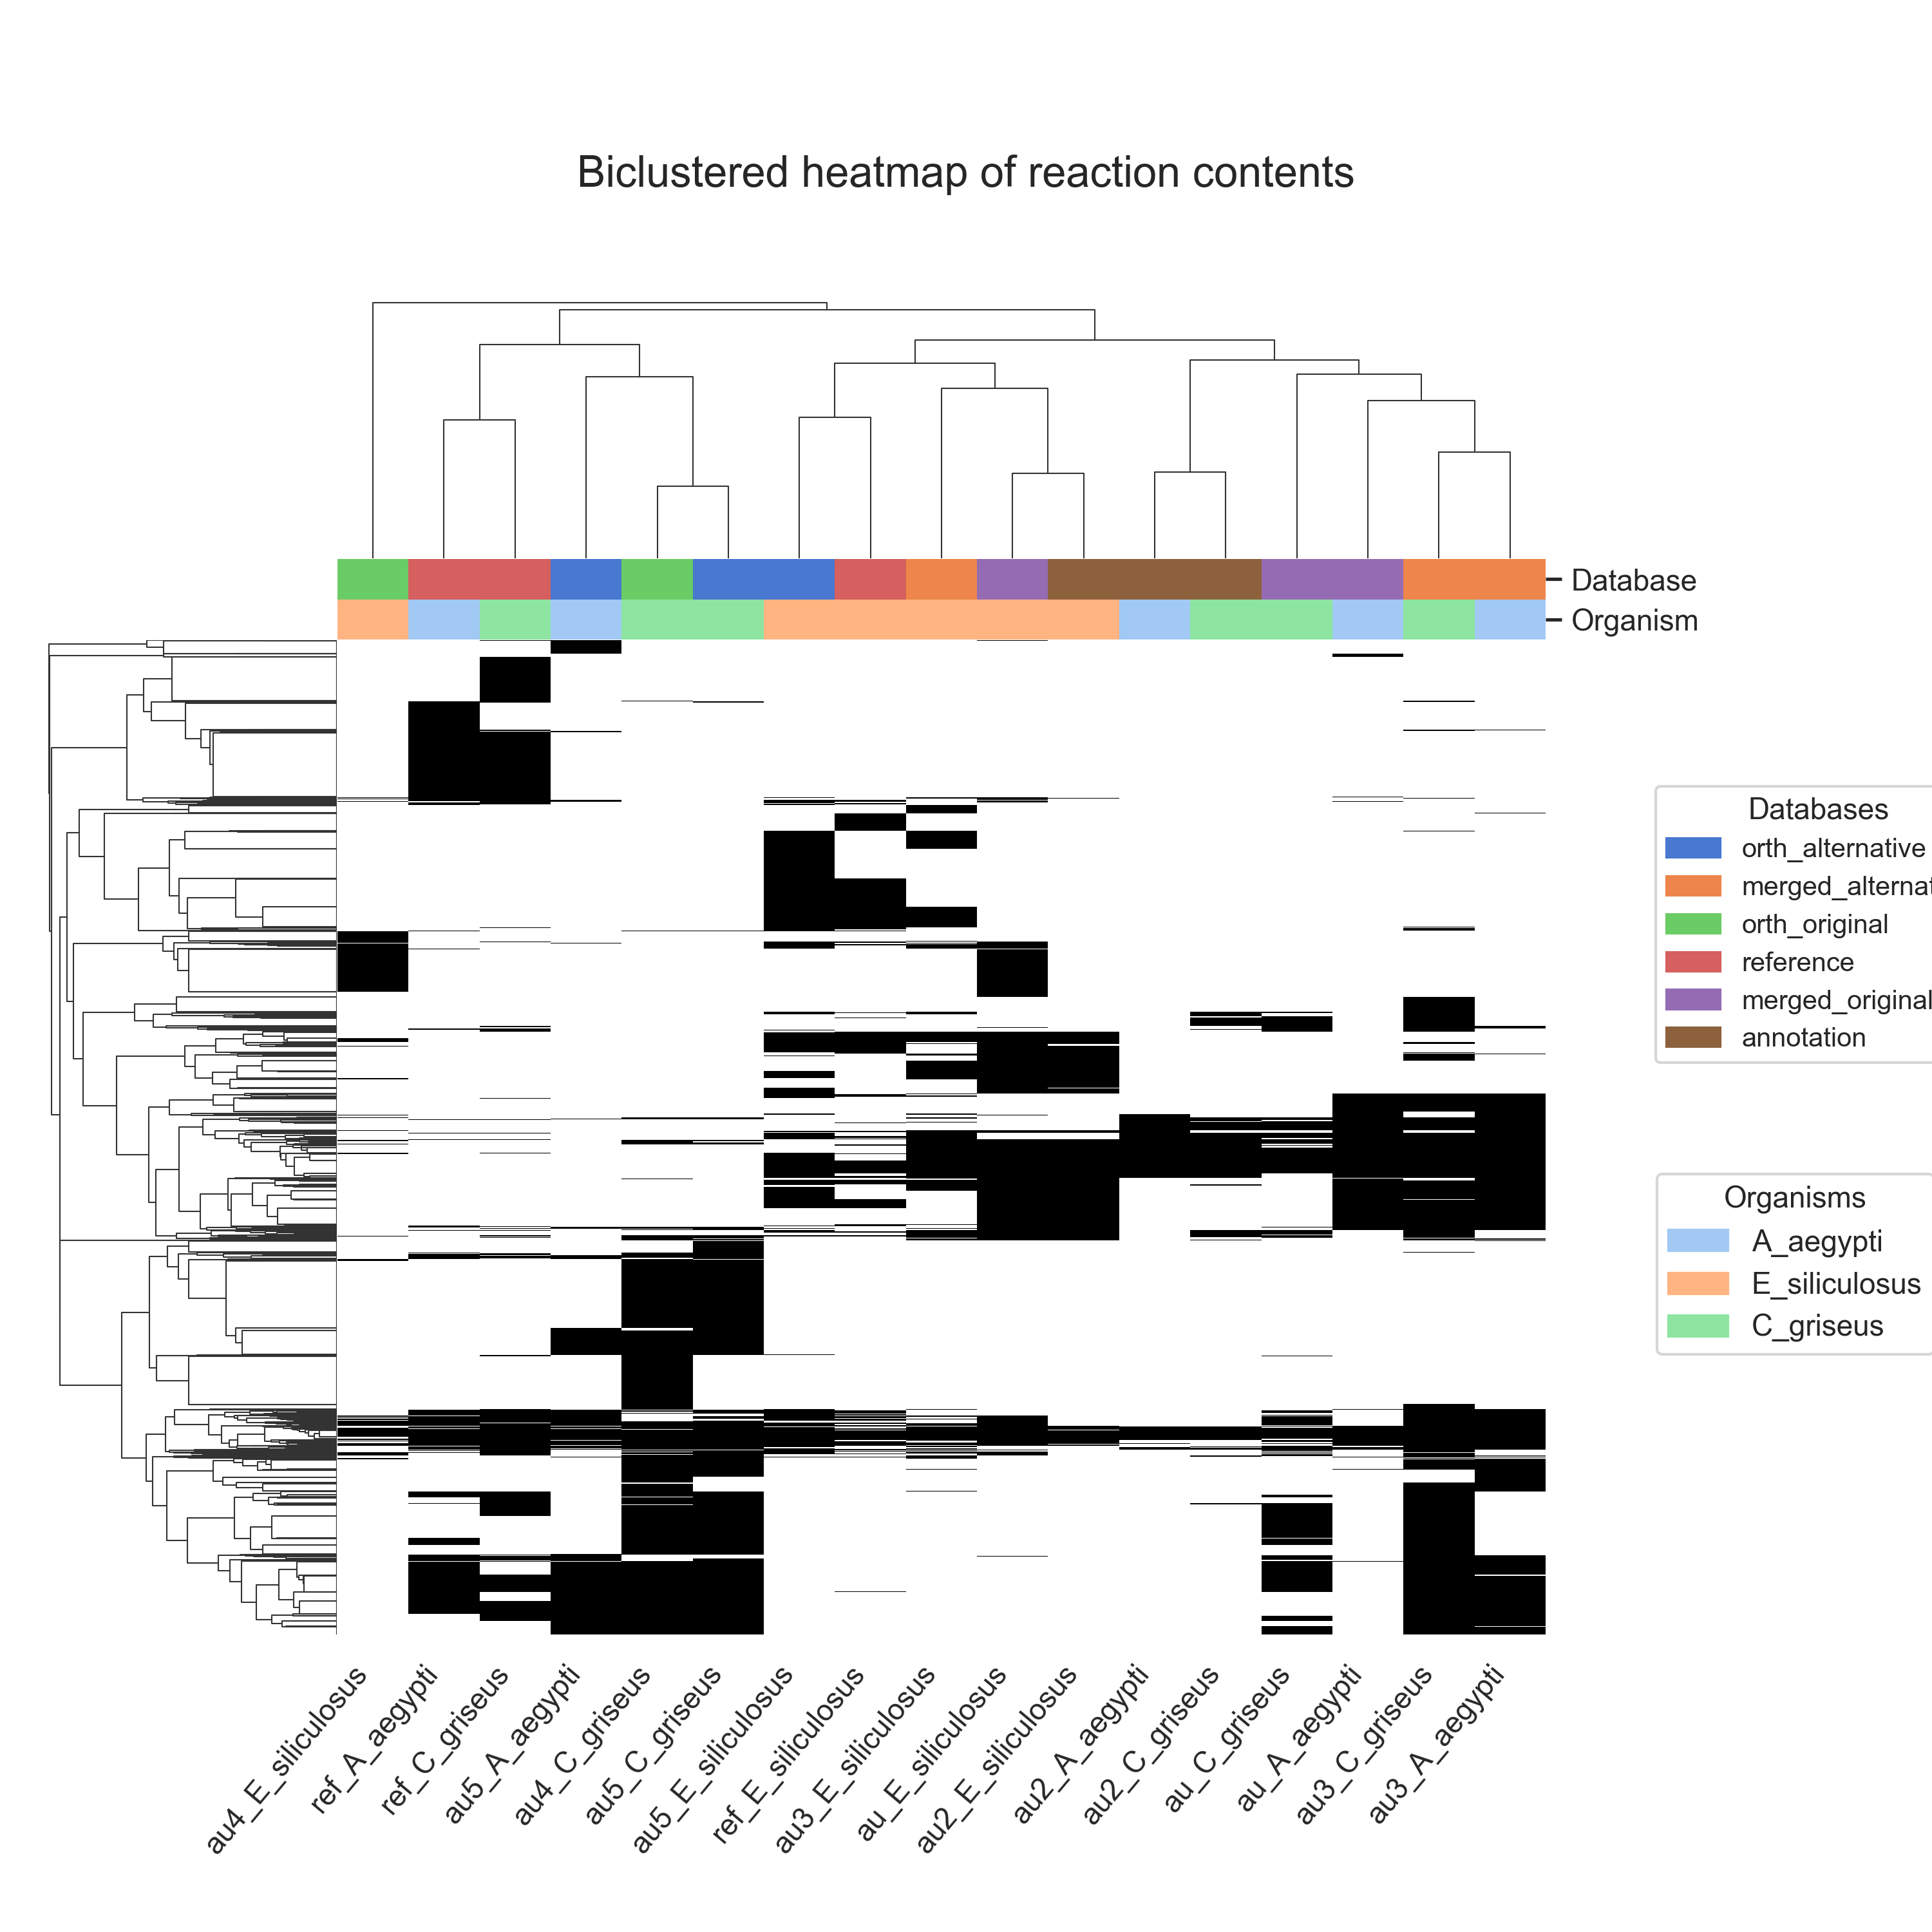 Biclustered heatmap of reaction contents
Database
Organism
Databases
orth_alternative
merged_alternat
orth_original
reference
merged_original
annotation
Organisms
A_aegypti
E_siliculosus
C_griseus
au4_E_siliculosus
ref_A_aegypti
ref_C_griseus
au5_A_aegypti
au4_C_griseus
au5_C_griseus
au5_E_siliculosus
ref_E_siliculosus
au3_E_siliculosus
au_E_siliculosus
au2_E_siliculosus
au2_A_aegypti
au2_C_griseus
au_C_griseus
au_A_aegypti
au3_C_griseus
au3_A_aegypti